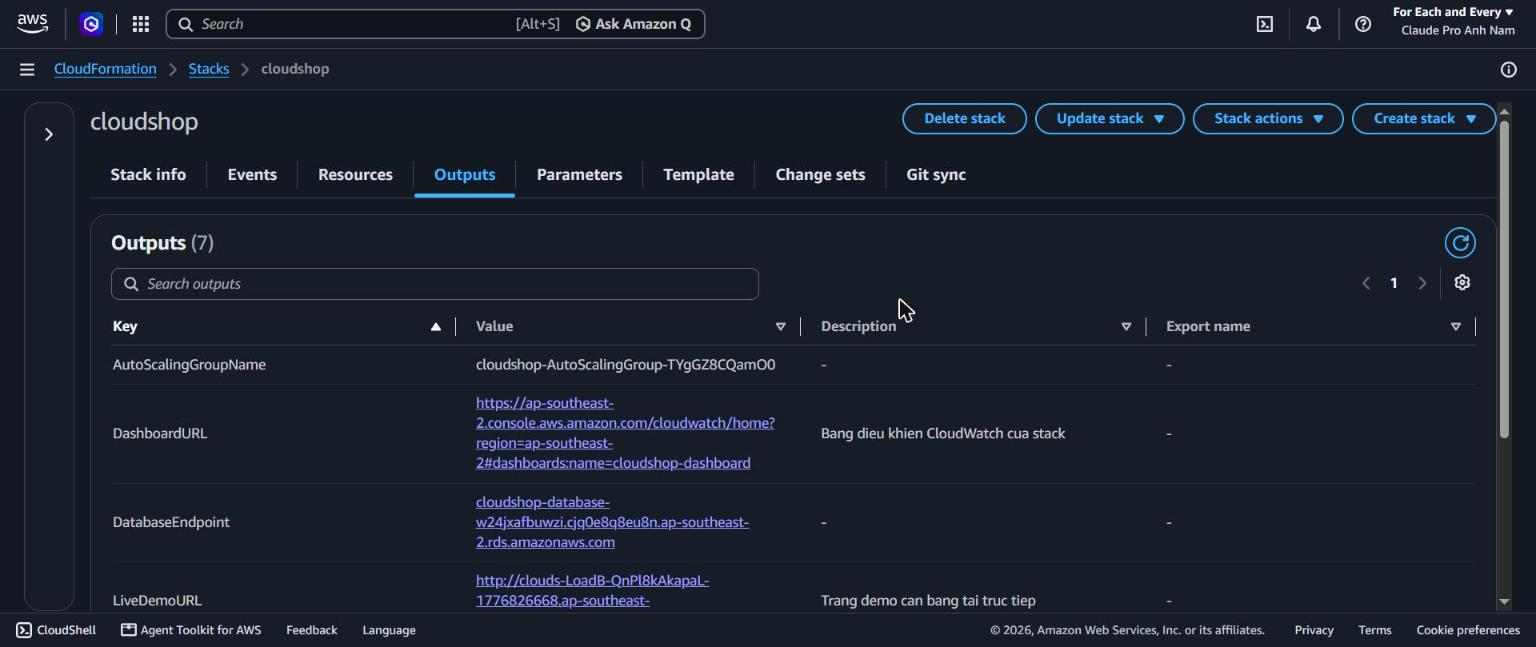 aws
Search [Alt+S] Ask Amazon Q
For Each and Every
Claude Pro Anh Nam
CloudFormation Stacks cloudshop
cloudshop
Delete stack Update stack Stack actions Create stack
Stack info Events Resources Outputs Parameters Template Change sets Git sync
Outputs (7)
Search outputs
1
Key Value Description Export name
AutoScalingGroupName cloudshop-AutoScalingGroup-TYgGZ8CQamO0 - -
https://ap-southeast-
2.console.aws.amazon.com/cloudwatch/home?
DashboardURL Bang dieu khien CloudWatch cua stack -
region=ap-southeast-
2#dashboards:name=cloudshop-dashboard
cloudshop-database-
DatabaseEndpoint w24jxafbuwzi.cjq0e8q8eu8n.ap-southeast- - -
2.rds.amazonaws.com
http://clouds-LoadB-QnPl8kAkapaL-
LiveDemoURL 1776826668.ap-southeast- Trang demo can bang tai truc tiep -
CloudShell Agent Toolkit for AWS Feedback Language © 2026, Amazon Web Services, Inc. or its affiliates. Privacy Terms Cookie preferences